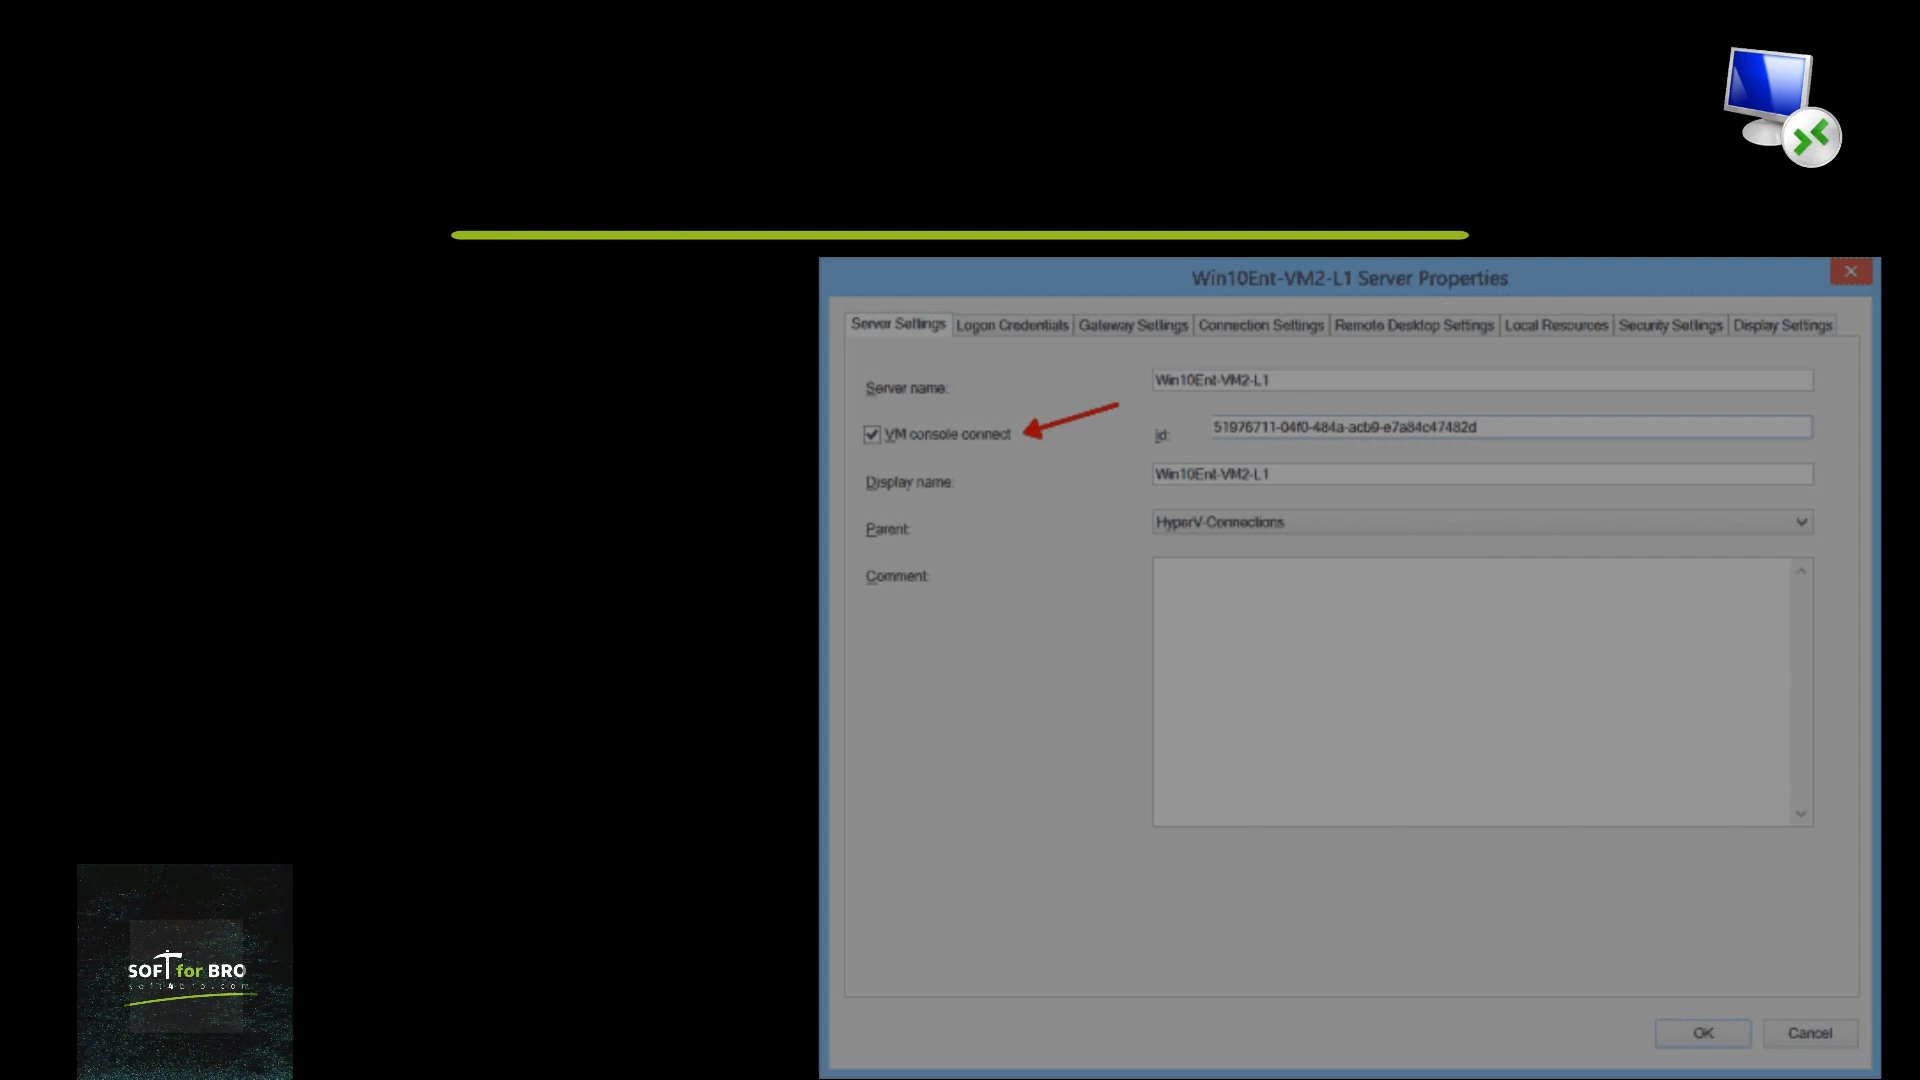 Win10Ent-VM2-L1 Server Properties
Server Settings Logon Credentials Gateway Settings Connection Settings Remote Desktop Settings Local Resources Security Settings Display Settings
Server name: Win10Ent-VM2-L1
VM console connect id: 51976711-04f0-484a-acb9-e7a84c47482d
Display name: Win10Ent-VM2-L1
Parent: HyperV-Connections
Comment:
SOFT for BRO
soft4bro.com
OK Cancel